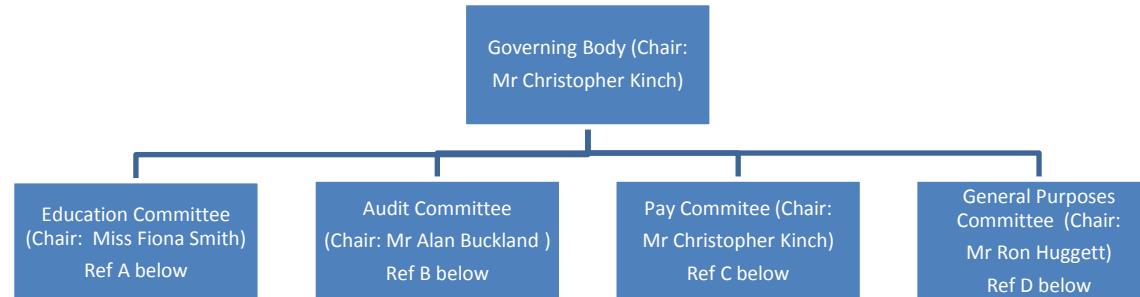 Governing Body (Chair:
Mr Christopher Kinch)
Education Committee
(Chair:  Miss Fiona Smith)
Ref A below
Audit Committee
(Chair: Mr Alan Buckland )
Ref B below
Pay Commitee (Chair:
Mr Christopher Kinch)
Ref C below
General Purposes
Committee  (Chair:
Mr Ron Huggett)
Ref D below